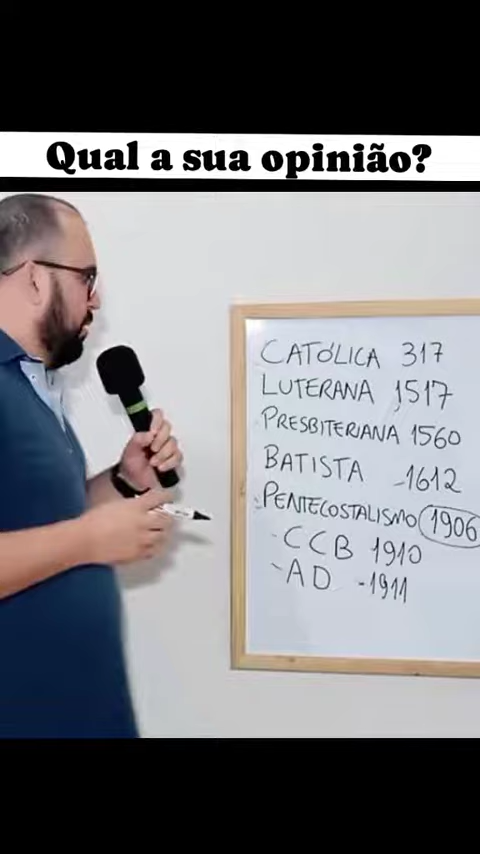 Qual a sua opinião?
CATÓLICA 317
LUTERANA 1517
PRESBITERIANA 1560
BATISTA -1612
PENTECOSTALISMO 1906
- CCB 1910
- AD -1911